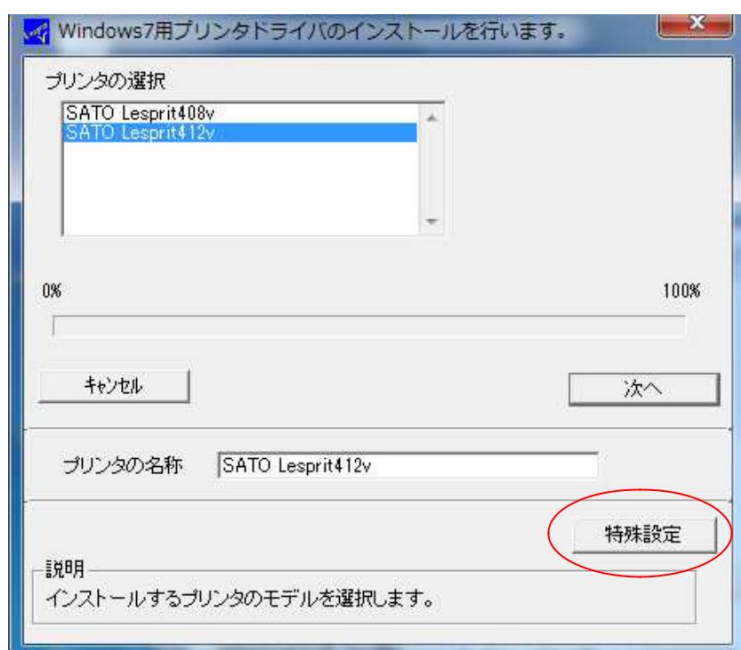 Windows7用プリンタドライバのインストールを行います。
プリンタの選択
SATO Lesprit408v
SATO Lesprit412v
0%
100%
キャンセル
次へ
プリンタの名称
SATO Lesprit412v
特殊設定
説明
インストールするプリンタのモデルを選択します。